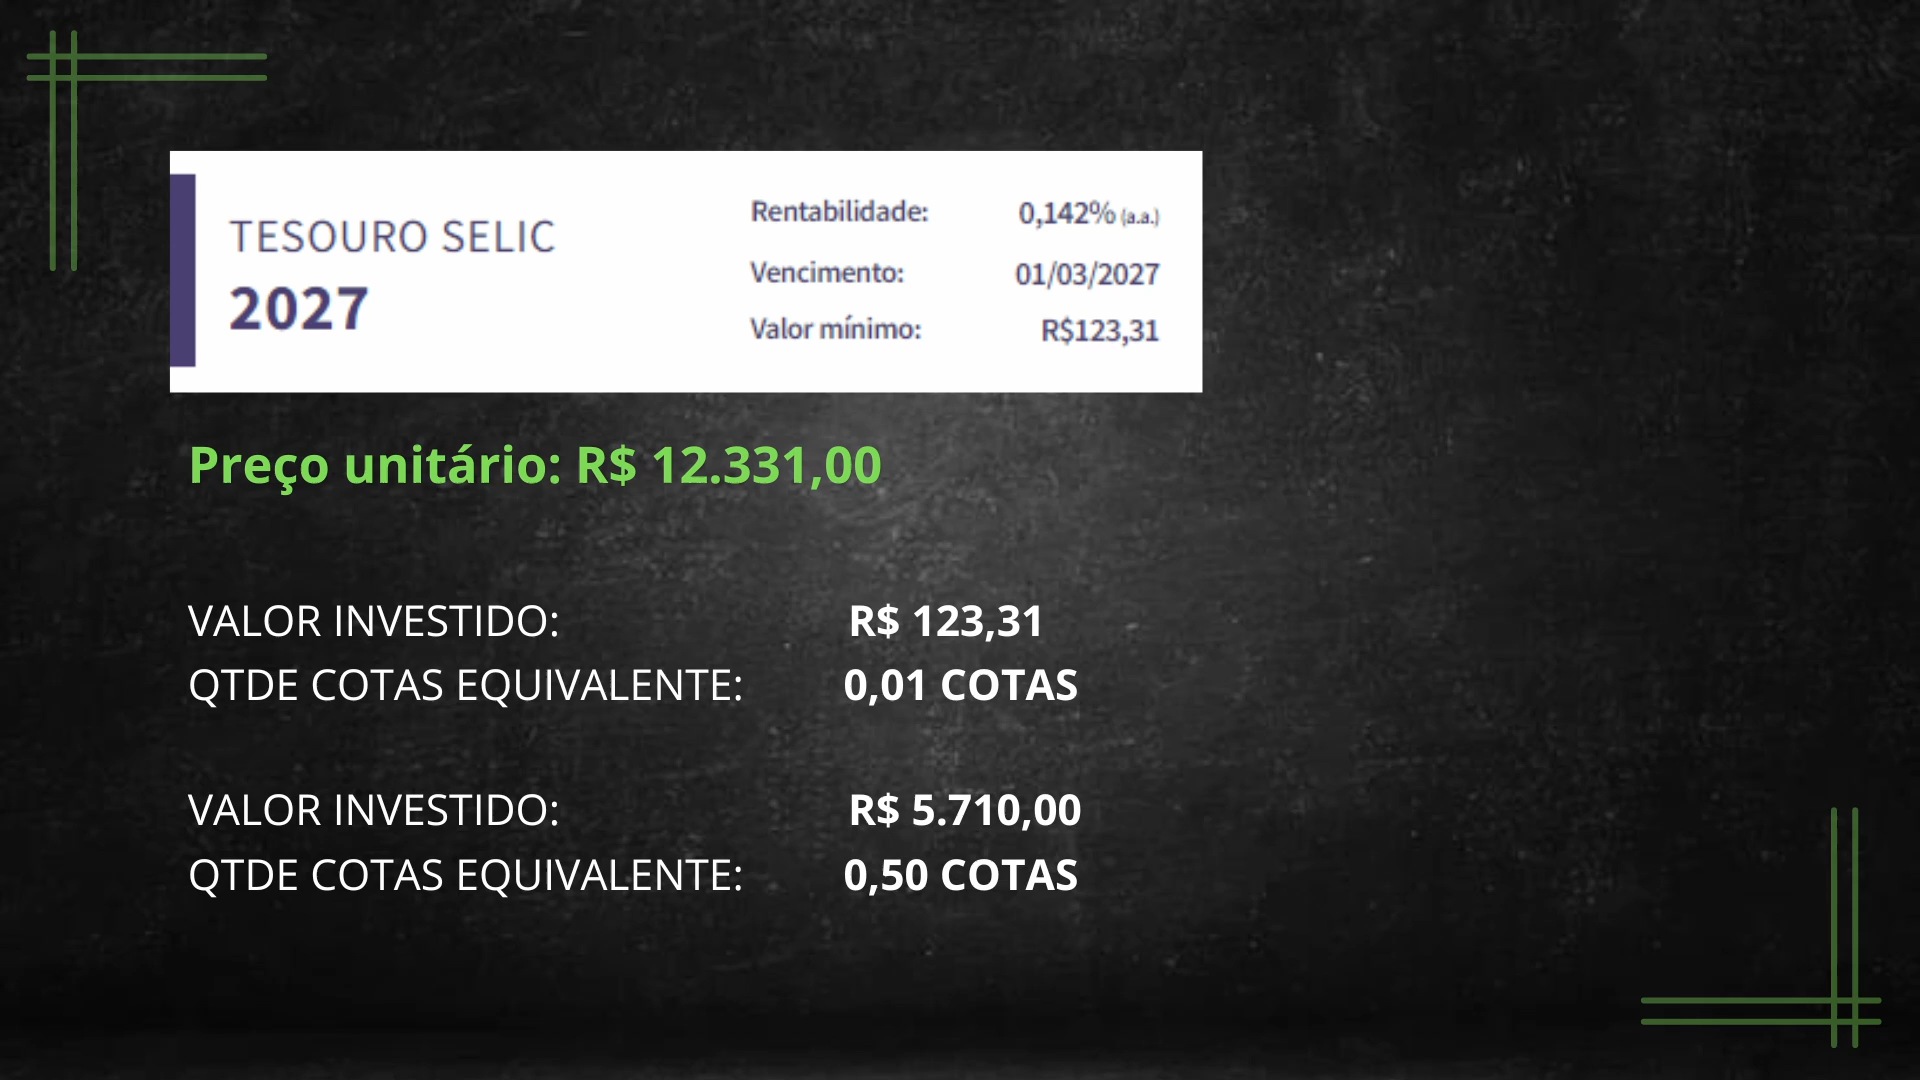 TESOURO SELIC
2027
Rentabilidade: 0,142% (a.a.)
Vencimento: 01/03/2027
Valor mínimo: R$123,31
Preço unitário: R$ 12.331,00
VALOR INVESTIDO: R$ 123,31
QTDE COTAS EQUIVALENTE: 0,01 COTAS
VALOR INVESTIDO: R$ 5.710,00
QTDE COTAS EQUIVALENTE: 0,50 COTAS